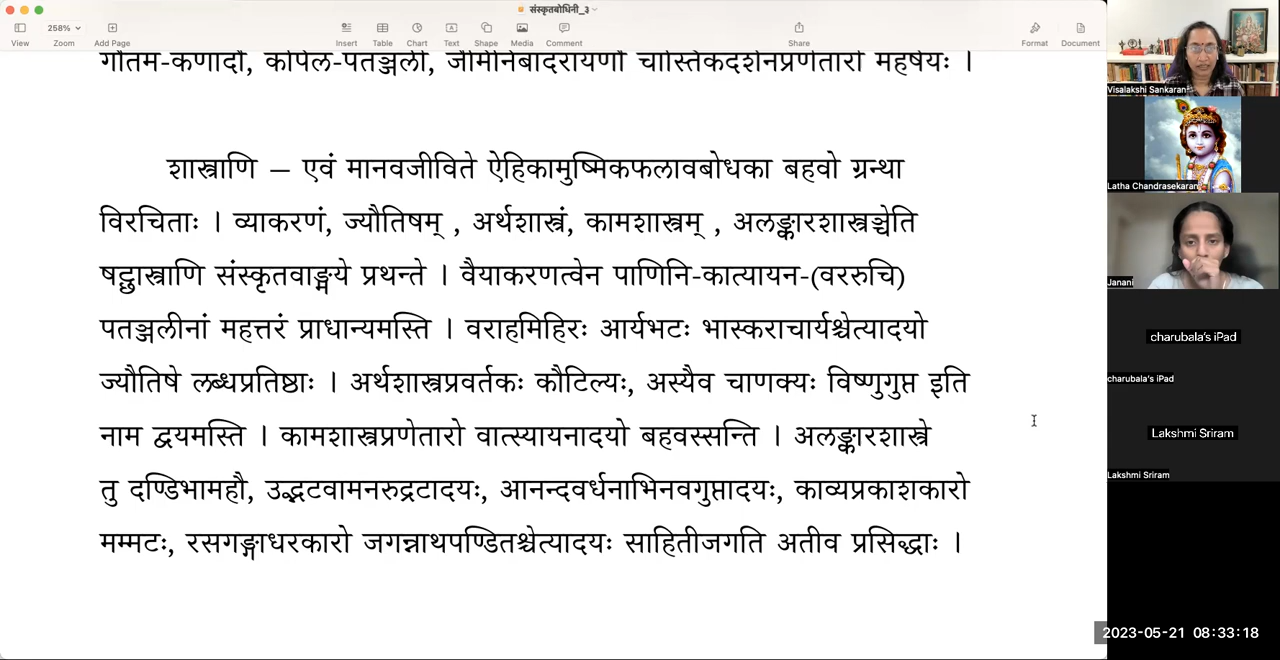 संस्कृतबोधिनी_३
258%
View
Zoom
Add Page
Insert
Table
Chart
Text
Shape
Media
Comment
Share
Format
Document
गौतम-कणादौ, कपिल-पतञ्जली, जैमिनिबादरायणौ चास्तिकदर्शनप्रणेतारो महर्षयः ।
शास्त्राणि – एवं मानवजीविते ऐहिकामुष्मिकफलावबोधका बहवो ग्रन्था
विरचिताः । व्याकरणं, ज्यौतिषम् , अर्थशास्त्रं, कामशास्त्रम् , अलङ्कारशास्त्रञ्चेति
षट्छास्त्राणि संस्कृतवाङ्मये प्रथन्ते । वैयाकरणत्वेन पाणिनि-कात्यायन-(वररुचि)
पतञ्जलीनां महत्तरं प्राधान्यमस्ति । वराहमिहिरः आर्यभटः भास्कराचार्यश्चेत्यादयो
ज्यौतिषे लब्धप्रतिष्ठाः । अर्थशास्त्रप्रवर्तकः कौटिल्यः, अस्यैव चाणक्यः विष्णुगुप्त इति
नाम द्वयमस्ति । कामशास्त्रप्रणेतारो वात्स्यायनादयो बहवस्सन्ति । अलङ्कारशास्त्रे
तु दण्डिभामहौ, उद्भटवामनरुद्रटादयः, आनन्दवर्धनाभिनवगुप्तादयः, काव्यप्रकाशकारो
मम्मटः, रसगङ्गाधरकारो जगन्नाथपण्डितश्चेत्यादयः साहितीजगति अतीव प्रसिद्धाः ।
Visalakshi Sankaran
Latha Chandrasekaran
Janani
charubala's iPad
charubala's iPad
Lakshmi Sriram
Lakshmi Sriram
2023-05-21 08:33:18